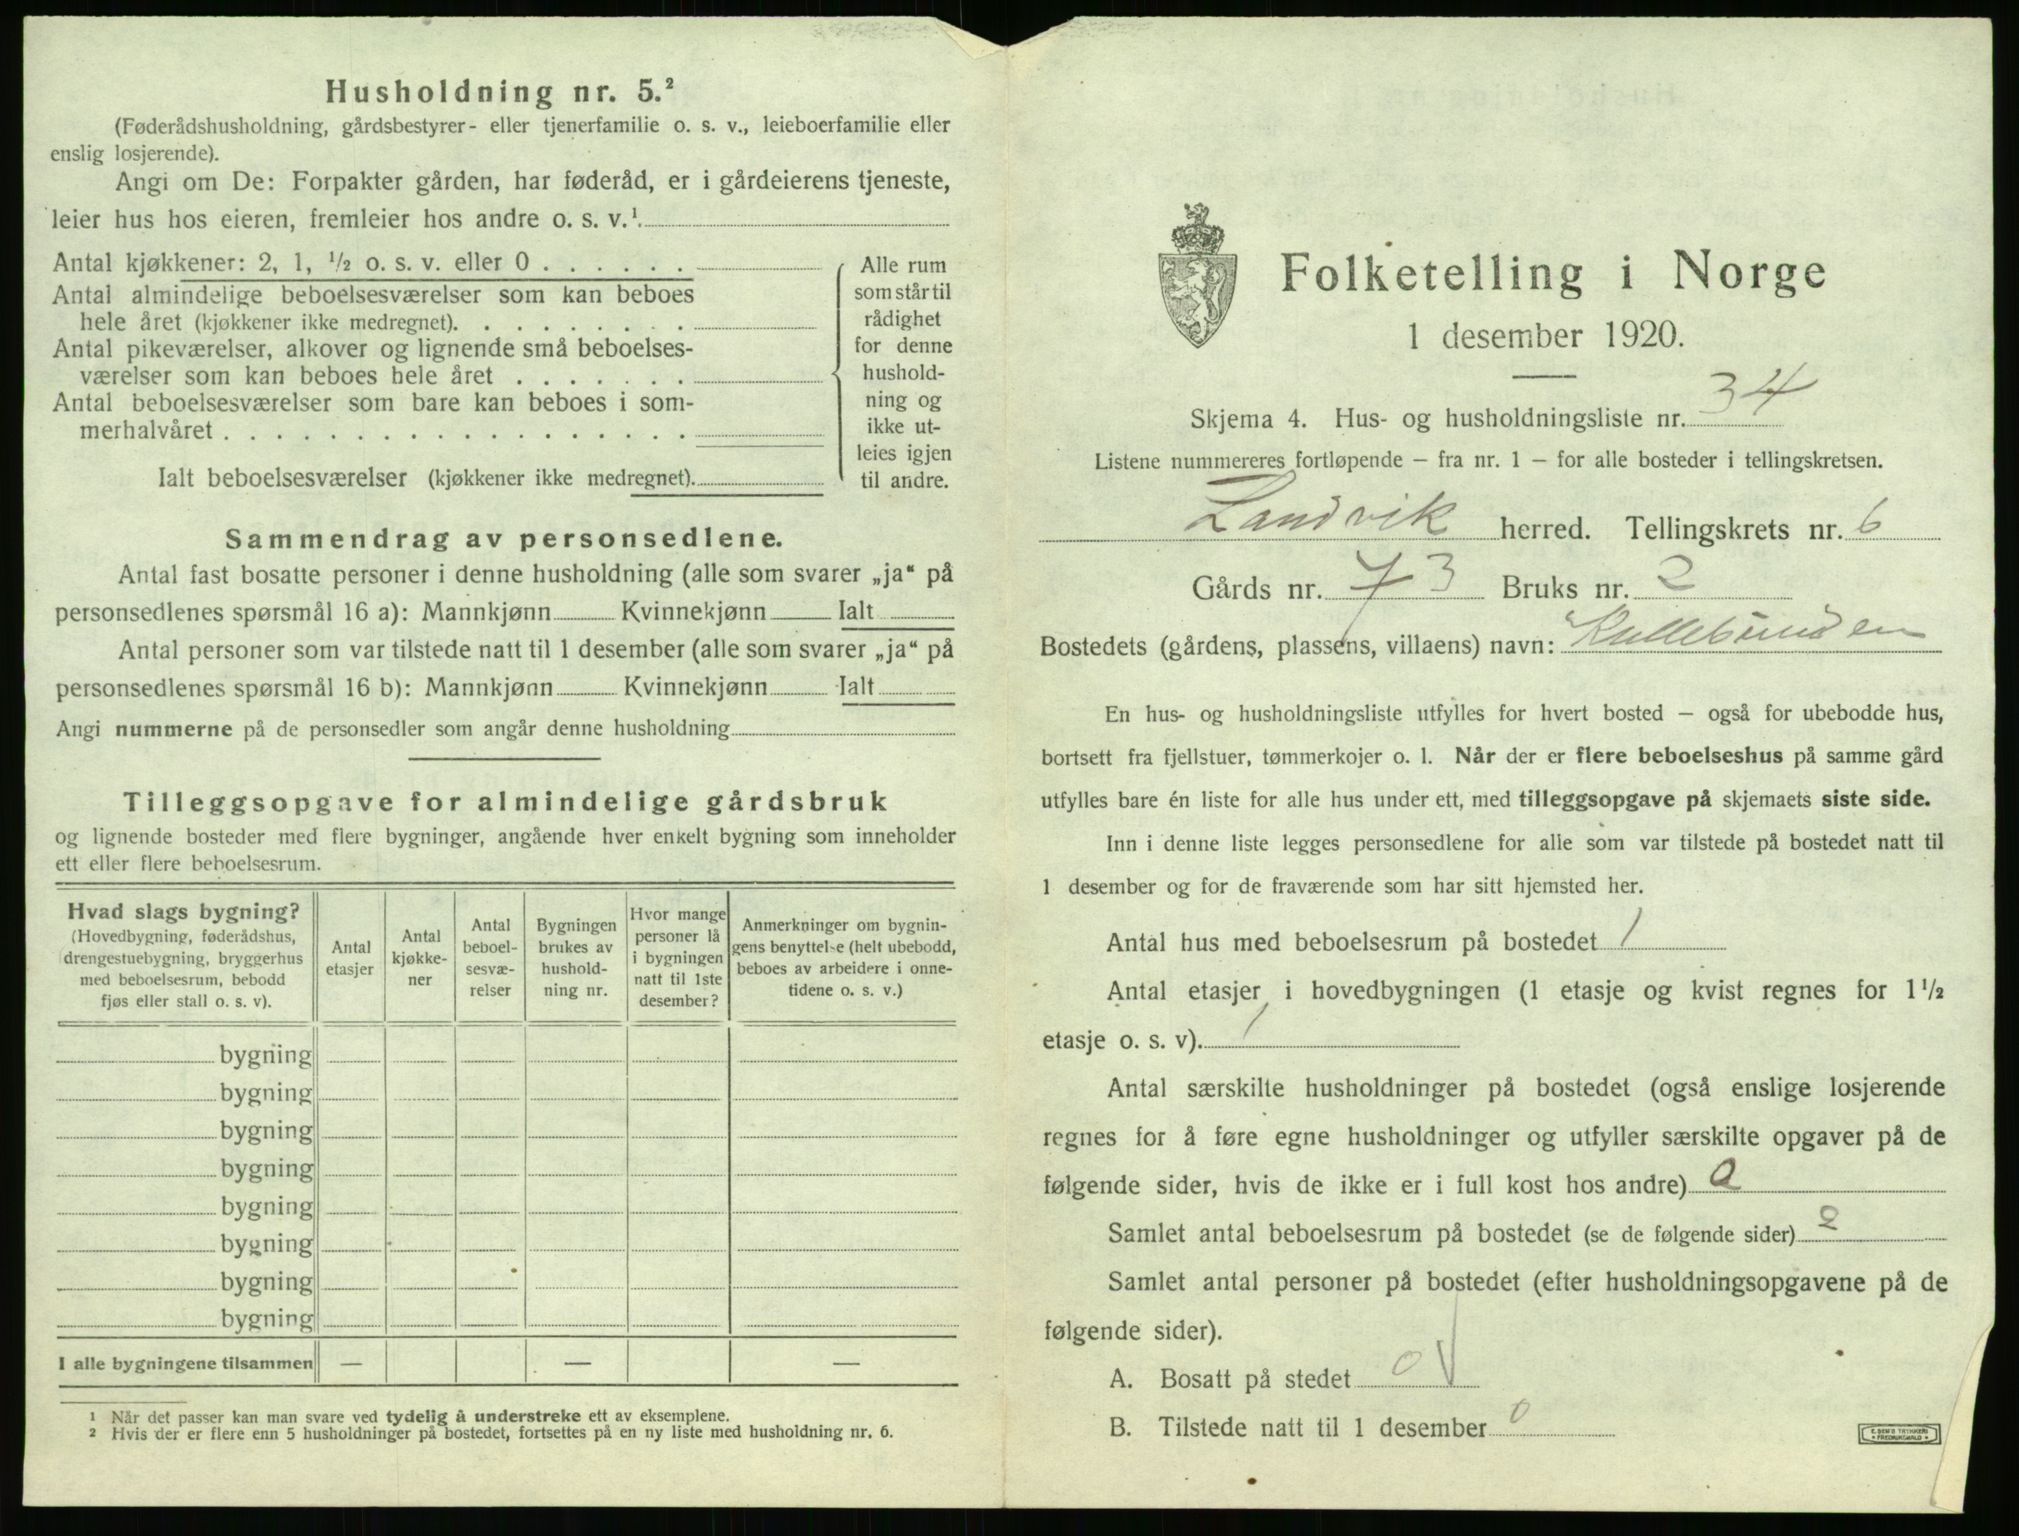 Husholdning nr. 5.²
(Føderådshusholdning, gårdsbestyrer- eller tjenerfamilie o. s. v., leieboerfamilie eller
enslig losjerende).
Angi om De: Forpakter gården, har føderåd, er i gårdeierens tjeneste,
leier hus hos eieren, fremleier hos andre o. s. v.¹
Antal kjøkkener: 2, 1, ½ o. s. v. eller 0 . . . . . .
Antal almindelige beboelsesværelser som kan beboes
hele året (kjøkkener ikke medregnet). . . . . . . . .
Antal pikeværelser, alkover og lignende små beboelses-
værelser som kan beboes hele året . . . . . . .
Antal beboelsesværelser som bare kan beboes i som-
merhalvåret . . . . . . . . . . . . . . . . . .
Ialt beboelsesværelser (kjøkkener ikke medregnet).
Alle rum
som står til
rådighet
for denne
hushold-
ning og
ikke ut-
leies igjen
til andre.
Sammendrag av personsedlene.
Antal fast bosatte personer i denne husholdning (alle som svarer „ja“ på
personsedlenes spørsmål 16 a): Mannkjønn Kvinnekjønn Ialt
Antal personer som var tilstede natt til 1 desember (alle som svarer „ja“ på
personsedlenes spørsmål 16 b): Mannkjønn Kvinnekjønn Ialt
Angi nummerne på de personsedler som angår denne husholdning
Tilleggsopgave for almindelige gårdsbruk
og lignende bosteder med flere bygninger, angående hver enkelt bygning som inneholder
ett eller flere beboelsesrum.
Hvad slags bygning?
(Hovedbygning, føderådshus,
drengestuebygning, bryggerhus
med beboelsesrum, bebodd
fjøs eller stall o. s. v).
Antal
etasjer
Antal
kjøkke-
ner
Antal
beboel-
sesvæ-
relser
Bygningen
brukes av
hushold-
ning nr.
Hvor mange
personer lå
i bygningen
natt til 1ste
desember?
Anmerkninger om bygnin-
gens benyttelse (helt ubebodd,
beboes av arbeidere i onne-
tidene o. s. v.)
bygning
bygning
bygning
bygning
bygning
bygning
bygning
bygning
I alle bygningene tilsammen — — —
¹ Når det passer kan man svare ved tydelig å understreke ett av eksemplene.
² Hvis der er flere enn 5 husholdninger på bostedet, fortsettes på en ny liste med husholdning nr. 6.
Folketelling i Norge
1 desember 1920.
Skjema 4. Hus- og husholdningsliste nr. 34
Listene nummereres fortløpende — fra nr. 1 — for alle bosteder i tellingskretsen.
Landvik herred. Tellingskrets nr. 6
Gårds nr. 73 Bruks nr. 2
Bostedets (gårdens, plassens, villaens) navn:
En hus- og husholdningsliste utfylles for hvert bosted — også for ubebodde hus,
bortsett fra fjellstuer, tømmerkojer o. l. Når der er flere beboelseshus på samme gård
utfylles bare én liste for alle hus under ett, med tilleggsopgave på skjemaets siste side.
Inn i denne liste legges personsedlene for alle som var tilstede på bostedet natt til
1 desember og for de fraværende som har sitt hjemsted her.
Antal hus med beboelsesrum på bostedet 1
Antal etasjer i hovedbygningen (1 etasje og kvist regnes for 1½
etasje o. s. v). 1
Antal særskilte husholdninger på bostedet (også enslige losjerende
regnes for å føre egne husholdninger og utfyller særskilte opgaver på de
følgende sider, hvis de ikke er i full kost hos andre) 0
Samlet antal beboelsesrum på bostedet (se de følgende sider) 2
Samlet antal personer på bostedet (efter husholdningsopgavene på de
følgende sider).
A. Bosatt på stedet 0
B. Tilstede natt til 1 desember 0
E. SEM'S TRYKKERI
FREDRIKSHALD